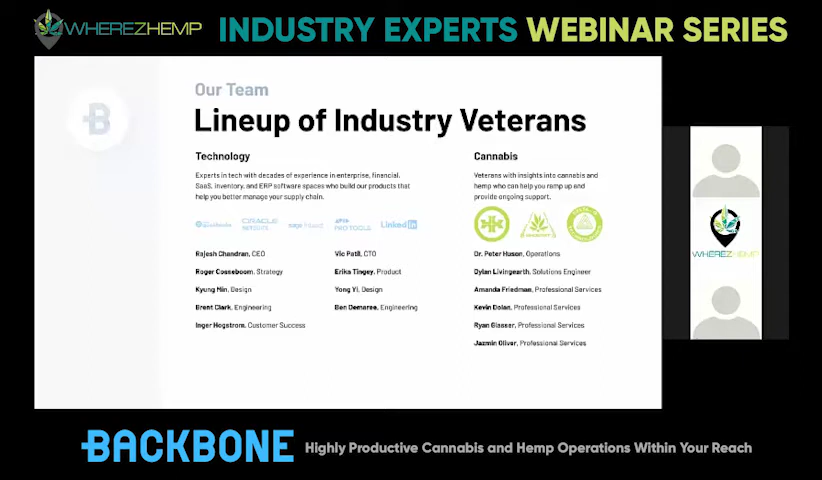 WHEREZHEMP INDUSTRY EXPERTS WEBINAR SERIES
Our Team
Lineup of Industry Veterans
Technology
Experts in tech with decades of experience in enterprise, financial,
SaaS, inventory, and ERP software spaces who build our products that
help you better manage your supply chain.
ORACLE
NETSUITE
PRO TOOLS
LinkedIn
Rajesh Chandran, CEO
Roger Cosseboom, Strategy
Kyung Min, Design
Brent Clark, Engineering
Inger Hogstrom, Customer Success
Vic Patil, CTO
Erika Tingey, Product
Yong Yi, Design
Ben Demaree, Engineering
Cannabis
Veterans with insights into cannabis and
hemp who can help you ramp up and
provide ongoing support.
Dr. Peter Huson, Operations
Dylan Livingearth, Solutions Engineer
Amanda Friedman, Professional Services
Kevin Dolan, Professional Services
Ryan Glasser, Professional Services
Jazmin Oliver, Professional Services
WHEREZHEMP
BACKBONE Highly Productive Cannabis and Hemp Operations Within Your Reach